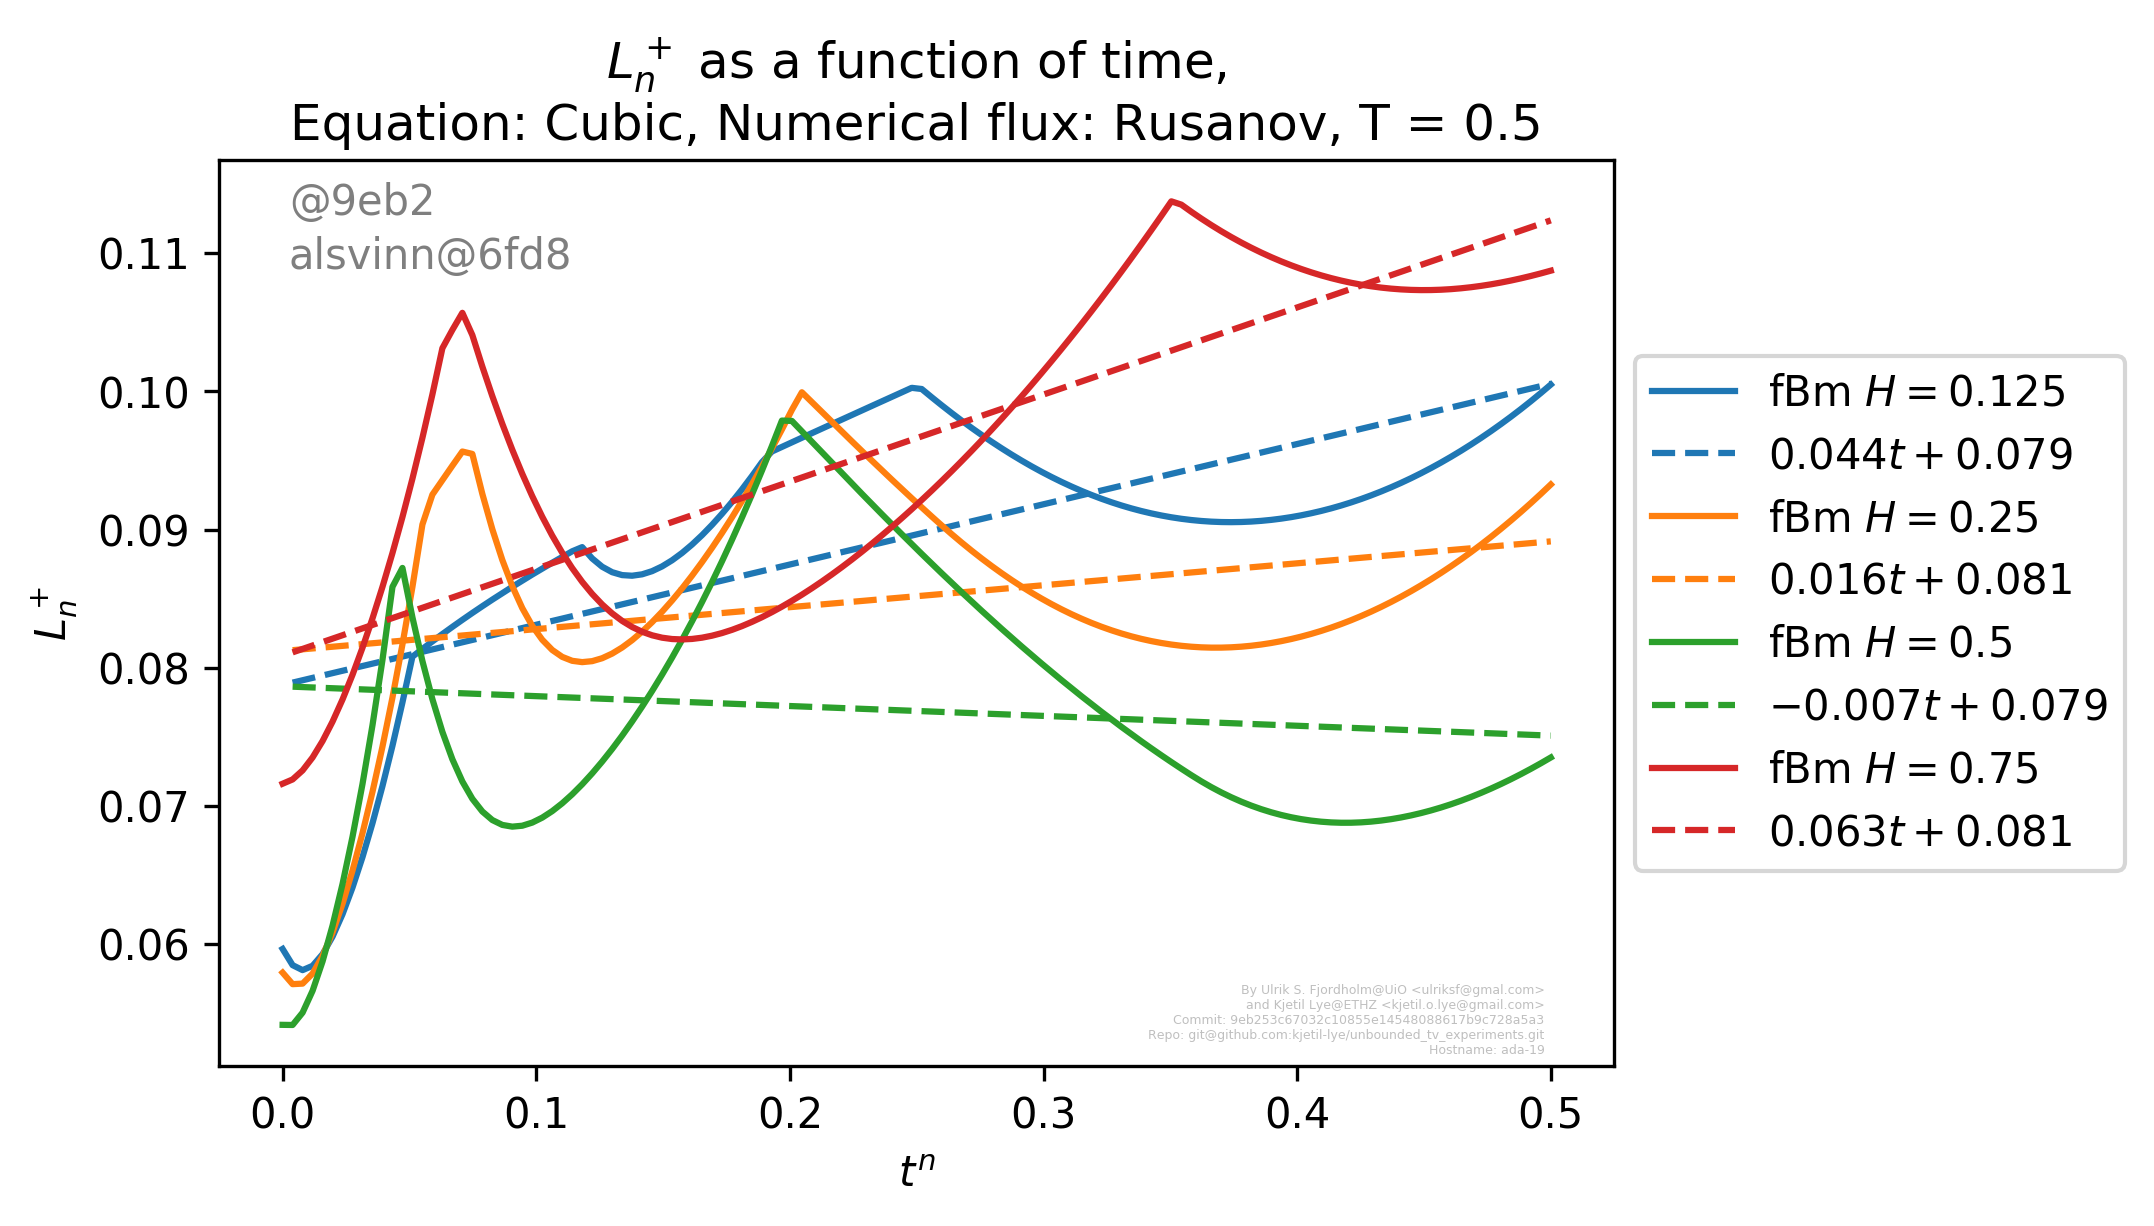 L_n^+ as a function of time,
Equation: Cubic, Numerical flux: Rusanov, T = 0.5
@9eb2
alsvinn@6fd8
0.11
0.10
0.09
0.08
0.07
0.06
L_n^+
0.0 0.1 0.2 0.3 0.4 0.5
t^n
fBm H = 0.125
0.044t + 0.079
fBm H = 0.25
0.016t + 0.081
fBm H = 0.5
−0.007t + 0.079
fBm H = 0.75
0.063t + 0.081
By Ulrik S. Fjordholm@UiO <ulriksf@gmal.com>
and Kjetil Lye@ETHZ <kjetil.o.lye@gmail.com>
Commit: 9eb253c67032c10855e14548088617b9c728a5a3
Repo: git@github.com:kjetil-lye/unbounded_tv_experiments.git
Hostname: ada-19